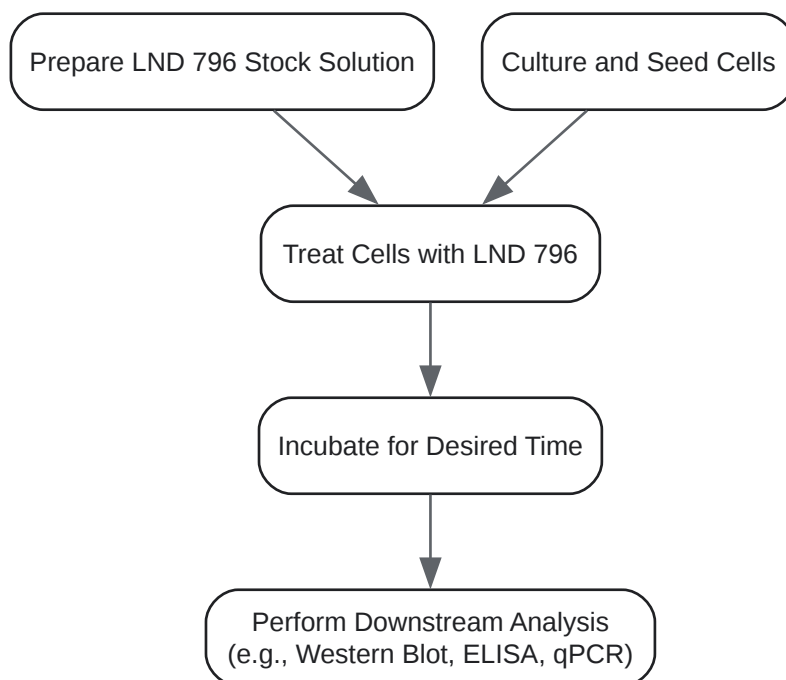 Prepare LND 796 Stock Solution
Culture and Seed Cells
Treat Cells with LND 796
Incubate for Desired Time
Perform Downstream Analysis
(e.g., Western Blot, ELISA, qPCR)